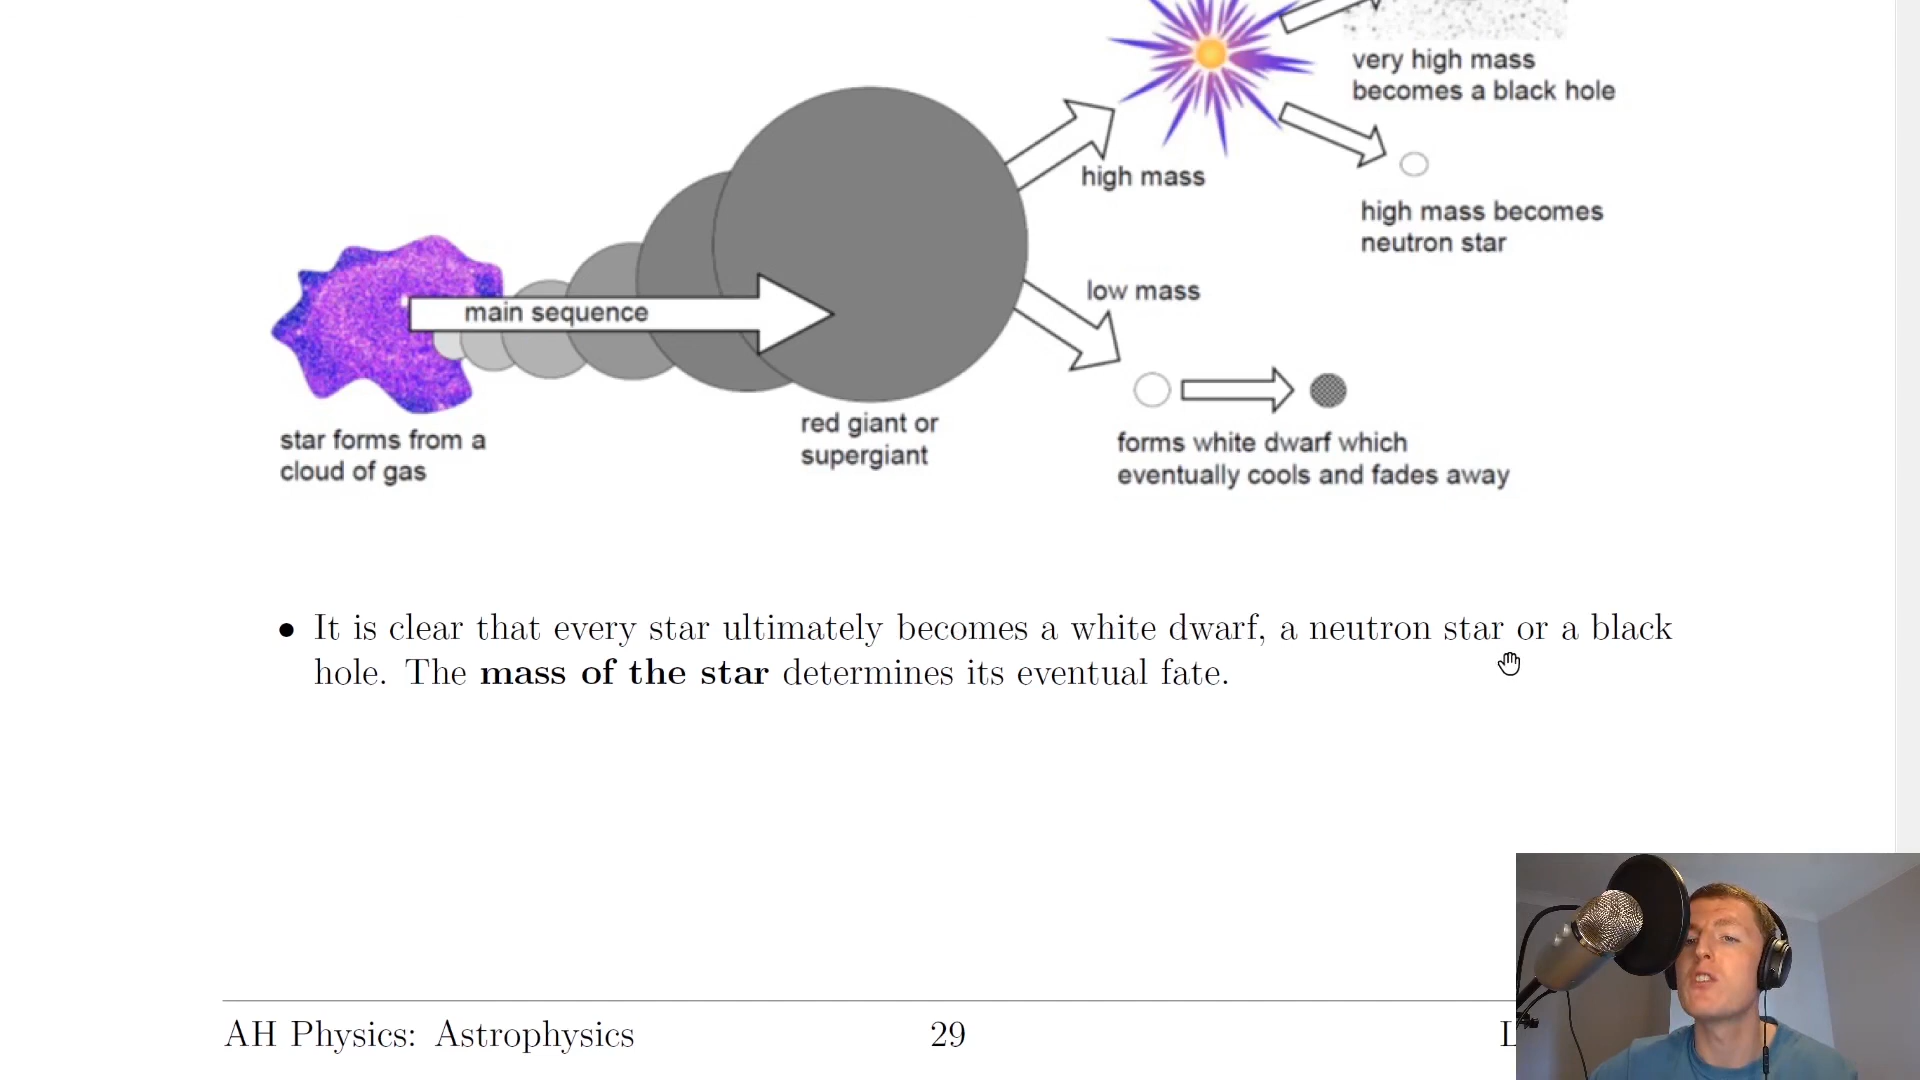 very high mass
becomes a black hole
high mass
high mass becomes
neutron star
low mass
main sequence
red giant or
supergiant
star forms from a
cloud of gas
forms white dwarf which
eventually cools and fades away
• It is clear that every star ultimately becomes a white dwarf, a neutron star or a black
hole. The mass of the star determines its eventual fate.
AH Physics: Astrophysics
29